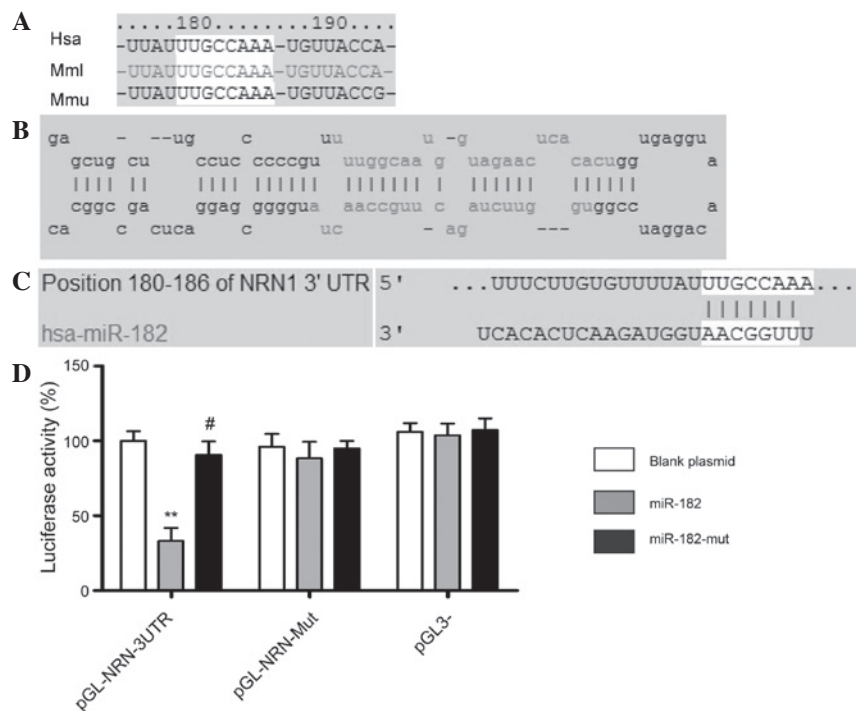 A
.....180........190..
Hsa -UUAUUUGCCAAA-UGUUACCA-
Mml -UUAUUUGCCAAA-UGUUACCA-
Mmu -UUAUUUGCCAAA-UGUUACCG-
B
ga - --ug c uu u -g uca ugaggu
gcug cu ccuc ccccgu uuggcaa g uagaac cacugg a
|||| || |||| |||||| ||||||| | |||||| ||||||
cggc ga ggag ggggua aaccguu c aucuug guggcc a
ca c cuca c uc - ag --- uaggac
C
Position 180-186 of NRN1 3' UTR 5' ...UUUCUUGUGUUUUAUUUGCCAAA...
|||||||
hsa-miR-182 3' UCACACUCAAGAUGGUAACGGUUU
D
Luciferase activity (%)
150
100
50
0
**
#
pGL-NRN-3UTR
pGL-NRN-Mut
pGL3-
Blank plasmid
miR-182
miR-182-mut